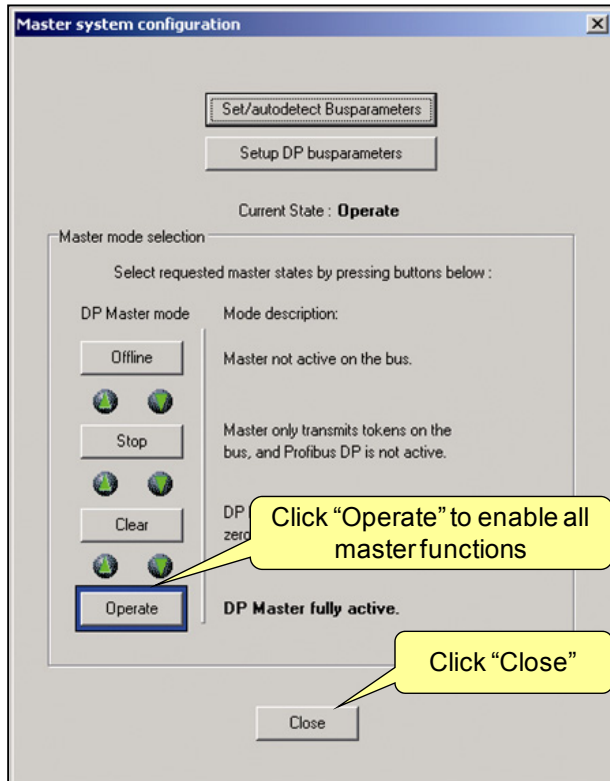 Master system configuration
Set/autodetect Busparameters
Setup DP busparameters
Current State : Operate
Master mode selection
Select requested master states by pressing buttons below :
DP Master mode
Mode description:
Offline
Master not active on the bus.
Stop
Master only transmits tokens on the
bus, and Profibus DP is not active.
Clear
DP
zero
Click “Operate” to enable all
master functions
Operate
DP Master fully active.
Click “Close”
Close